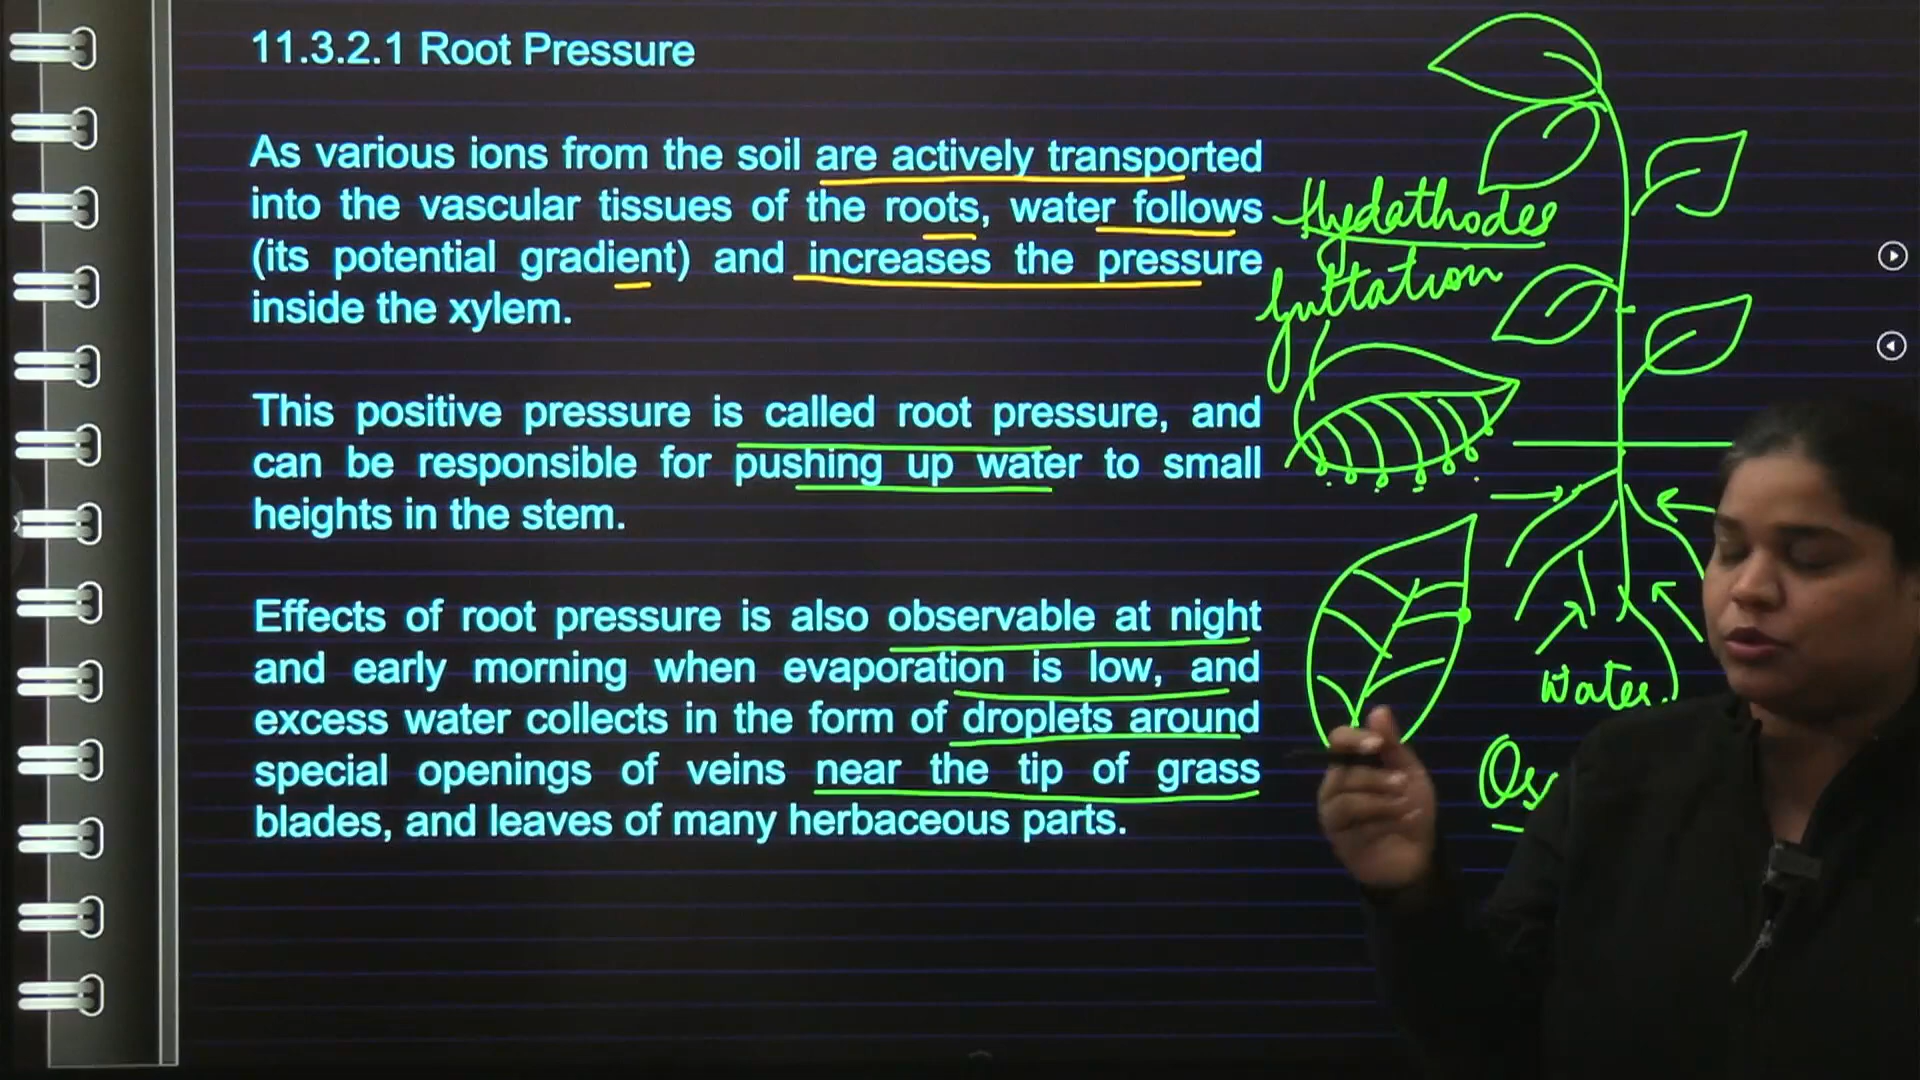 11.3.2.1 Root Pressure
As various ions from the soil are actively transported
into the vascular tissues of the roots, water follows
(its potential gradient) and increases the pressure
inside the xylem.
This positive pressure is called root pressure, and
can be responsible for pushing up water to small
heights in the stem.
Effects of root pressure is also observable at night
and early morning when evaporation is low, and
excess water collects in the form of droplets around
special openings of veins near the tip of grass
blades, and leaves of many herbaceous parts.
Hydathodes
Guttation
Water.
Os